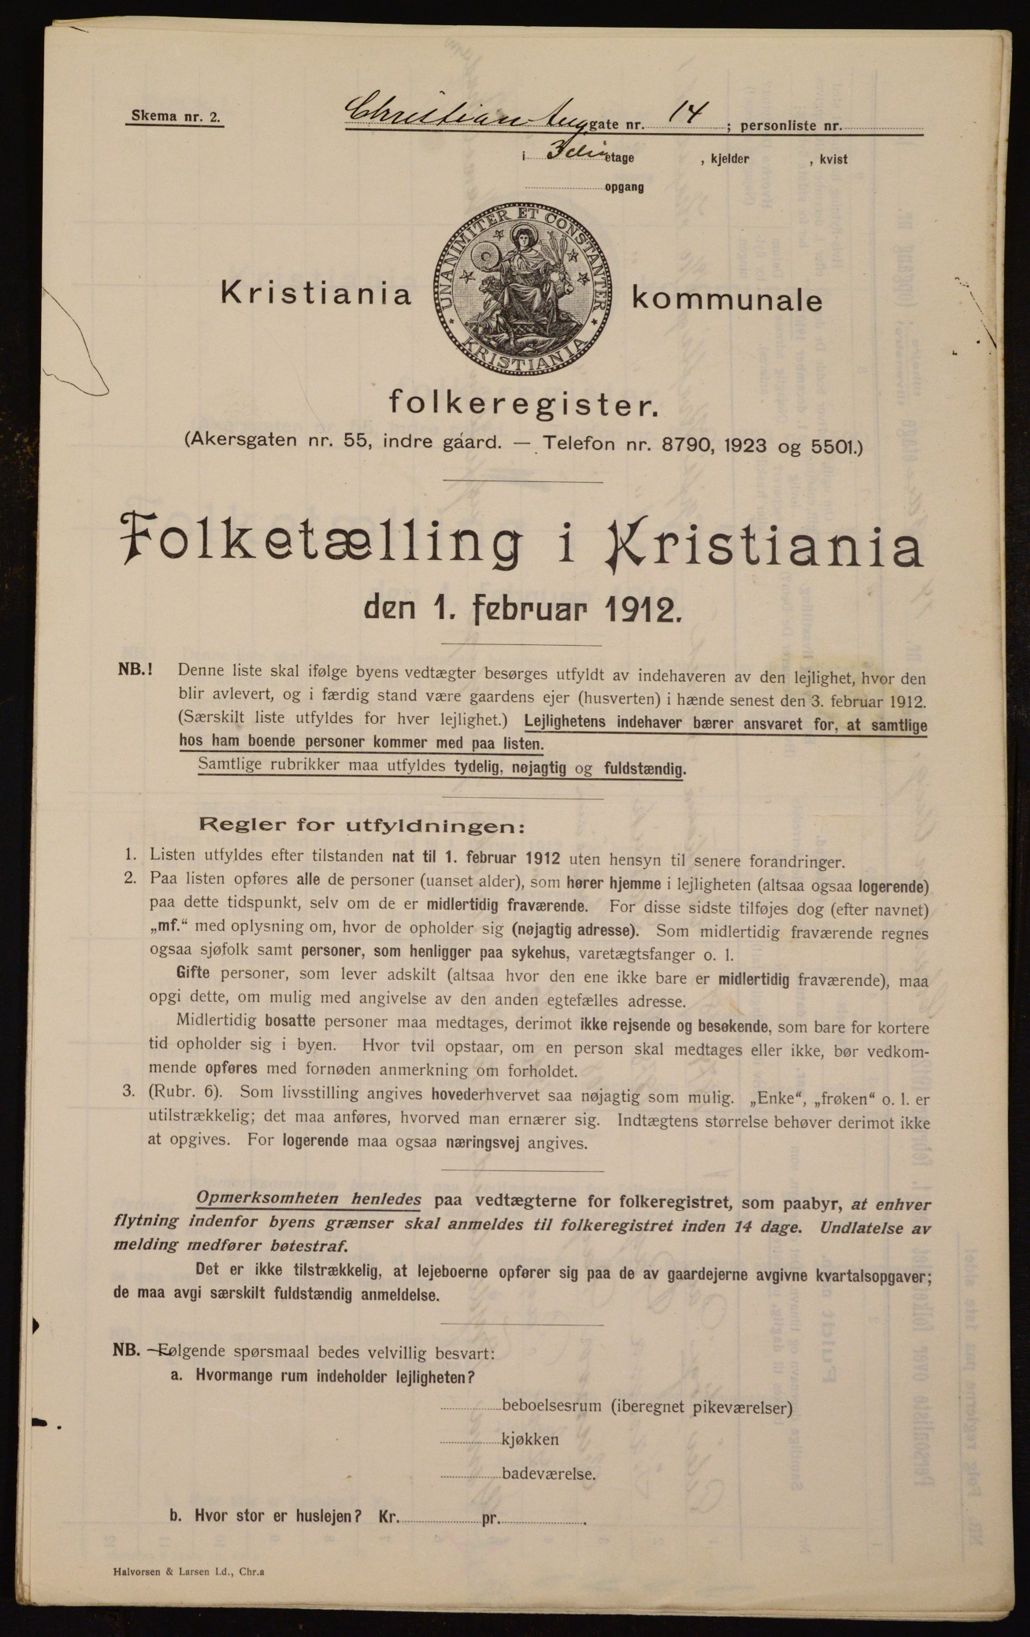 Skema nr. 2.
Christian Aug gate nr. 14 ; personliste nr.
i 3die etage , kjelder , kvist
opgang
UNANIMITER ET CONSTANTER
KRISTIANIA
Kristiania kommunale
folkeregister.
(Akersgaten nr. 55, indre gaard. — Telefon nr. 8790, 1923 og 5501.)
Folketælling i Kristiania
den 1. februar 1912.
NB.! Denne liste skal ifølge byens vedtægter besørges utfyldt av indehaveren av den lejlighet, hvor den
blir avlevert, og i færdig stand være gaardens ejer (husverten) i hænde senest den 3. februar 1912.
(Særskilt liste utfyldes for hver lejlighet.) Lejlighetens indehaver bærer ansvaret for, at samtlige
hos ham boende personer kommer med paa listen.
Samtlige rubrikker maa utfyldes tydelig, nøjagtig og fuldstændig.
Regler for utfyldningen:
1. Listen utfyldes efter tilstanden nat til 1. februar 1912 uten hensyn til senere forandringer.
2. Paa listen opføres alle de personer (uanset alder), som hører hjemme i lejligheten (altsaa ogsaa logerende)
paa dette tidspunkt, selv om de er midlertidig fraværende. For disse sidste tilføjes dog (efter navnet)
„mf.“ med oplysning om, hvor de opholder sig (nøjagtig adresse). Som midlertidig fraværende regnes
ogsaa sjøfolk samt personer, som henligger paa sykehus, varetægtsfanger o. l.
Gifte personer, som lever adskilt (altsaa hvor den ene ikke bare er midlertidig fraværende), maa
opgi dette, om mulig med angivelse av den anden egtefælles adresse.
Midlertidig bosatte personer maa medtages, derimot ikke rejsende og besøkende, som bare for kortere
tid opholder sig i byen. Hvor tvil opstaar, om en person skal medtages eller ikke, bør vedkom-
mende opføres med fornøden anmerkning om forholdet.
3. (Rubr. 6). Som livsstilling angives hovederhvervet saa nøjagtig som mulig. „Enke“, „frøken“ o. l. er
utilstrækkelig; det maa anføres, hvorved man ernærer sig. Indtægtens størrelse behøver derimot ikke
at opgives. For logerende maa ogsaa næringsvej angives.
Opmerksomheten henledes paa vedtægterne for folkeregistret, som paabyr, at enhver
flytning indenfor byens grænser skal anmeldes til folkeregistret inden 14 dage. Undlatelse av
melding medfører bøtestraf.
Det er ikke tilstrækkelig, at lejeboerne opfører sig paa de av gaardejerne avgivne kvartalsopgaver;
de maa avgi særskilt fuldstændig anmeldelse.
NB. Følgende spørsmaal bedes velvillig besvart:
a. Hvormange rum indeholder lejligheten?
beboelsesrum (iberegnet pikeværelser)
kjøkken
badeværelse.
b. Hvor stor er huslejen? Kr. pr. .
Halvorsen & Larsen Ld., Chr.a